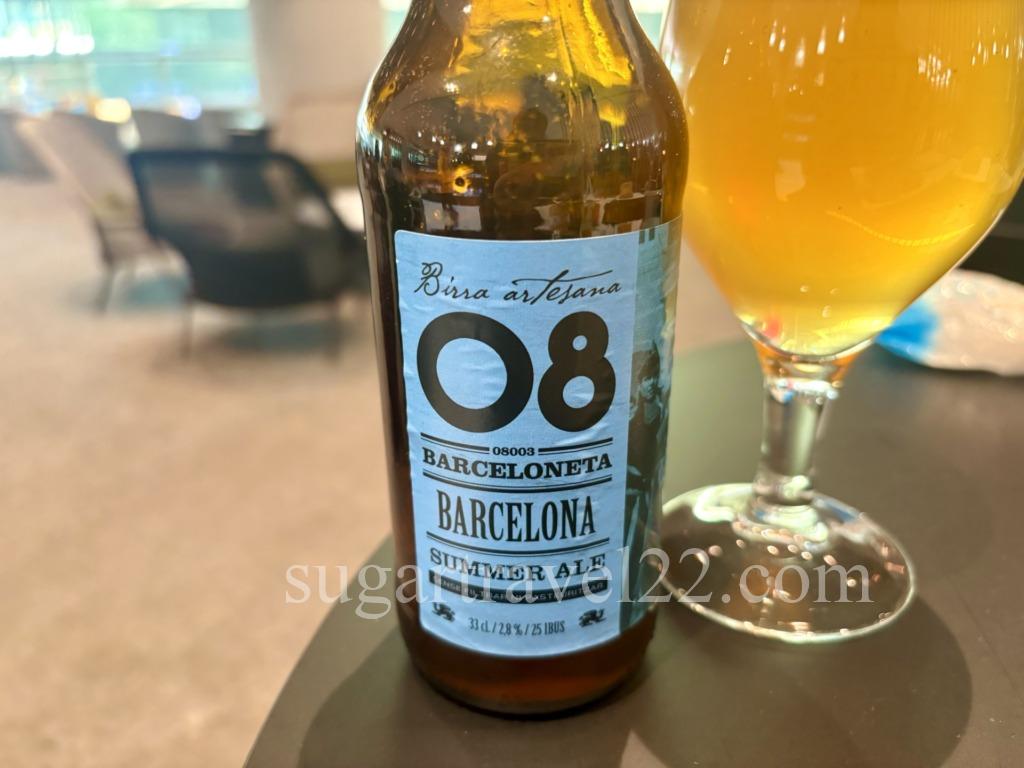 Birra artesana
08
08003
BARCELONETA
BARCELONA
SUMMER ALE
33 cL / 2,8 % / 25 IBUS
sugartravel22.com